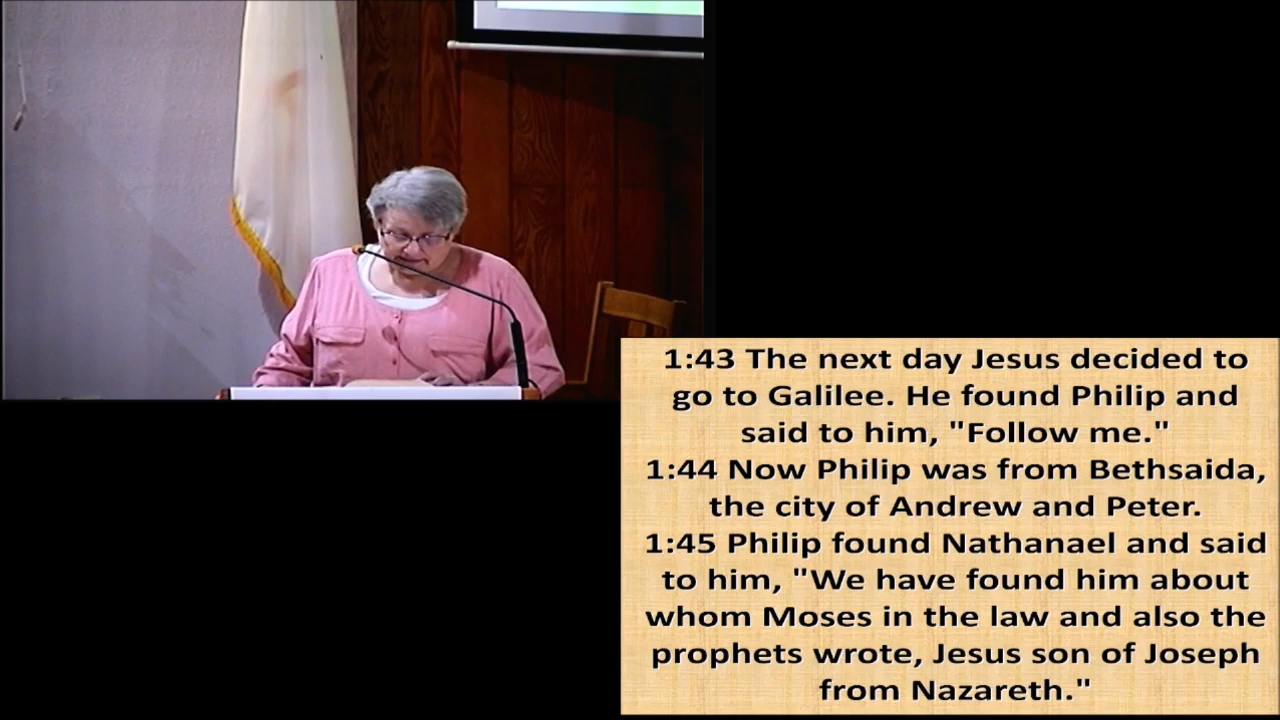 1:43 The next day Jesus decided to
go to Galilee. He found Philip and
said to him, "Follow me."
1:44 Now Philip was from Bethsaida,
the city of Andrew and Peter.
1:45 Philip found Nathanael and said
to him, "We have found him about
whom Moses in the law and also the
prophets wrote, Jesus son of Joseph
from Nazareth."